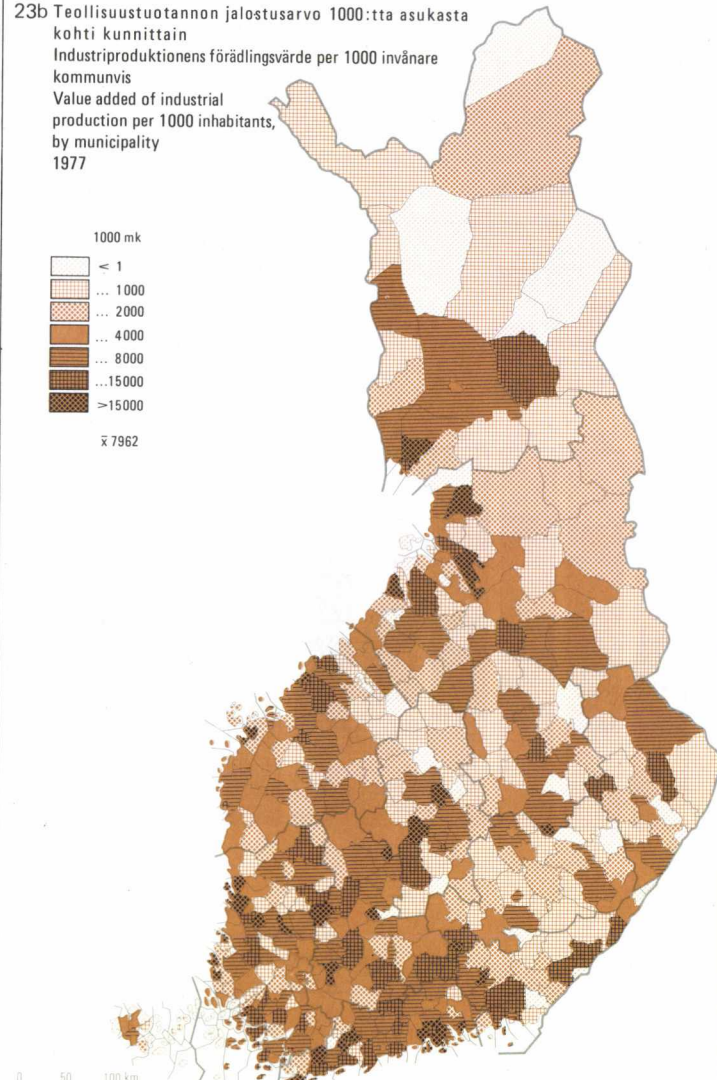 23b Teollisuustuotannon jalostusarvo 1000:tta asukasta
kohti kunnittain
Industriproduktionens förädlingsvärde per 1000 invånare
kommunvis
Value added of industrial
production per 1000 inhabitants,
by municipality
1977
1000 mk
< 1
... 1000
... 2000
... 4000
... 8000
...15000
>15000
x̄ 7962
0 50 100 km